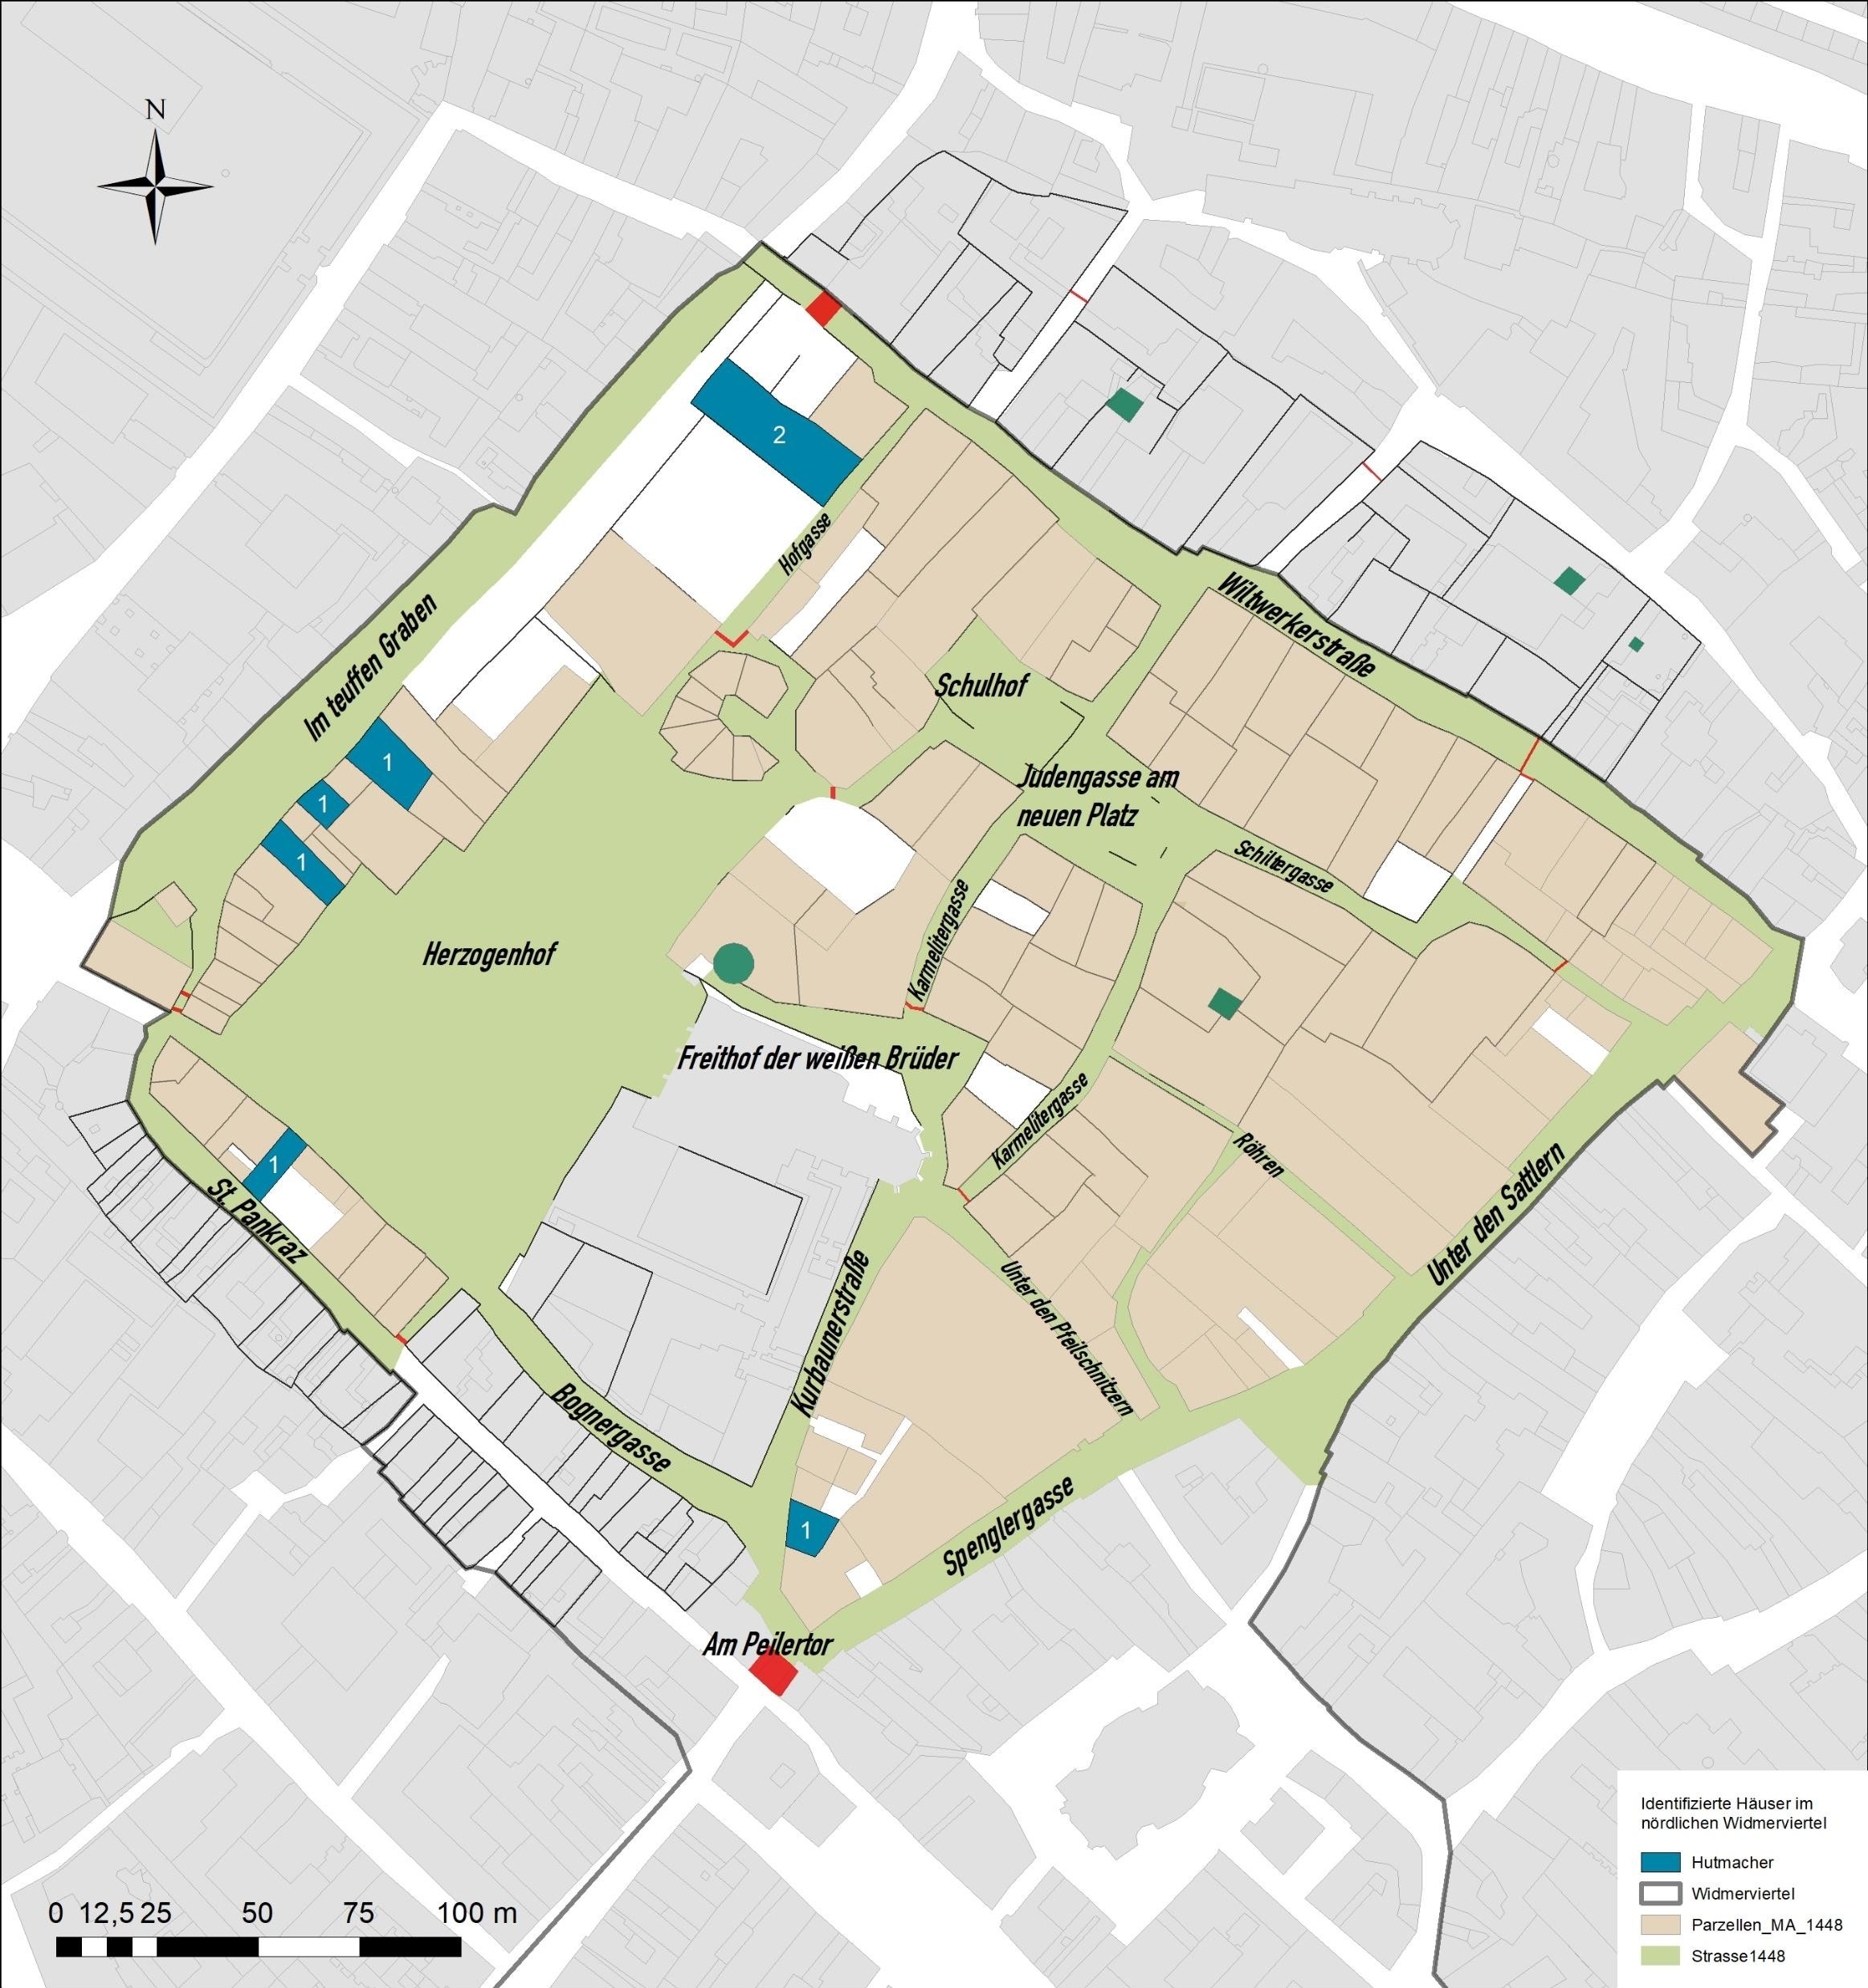 N
2
Hofgasse
Wiltwerkerstraße
Im teuffen Graben
Schulhof
1
Judengasse am
neuen Platz
1
Schiltergasse
1
Karmelitergasse
Herzogenhof
Freithof der weißen Brüder
Karmelitergasse
Röhren
1
St. Pankraz
Unter den Sattlern
Kurbaunerstraße
Unter den Pfeilschnitzern
Bognergasse
1
Spenglergasse
Am Peilertor
Identifizierte Häuser im
nördlichen Widmerviertel
Hutmacher
Widmerviertel
Parzellen_MA_1448
Strasse1448
0 12,5 25 50 75 100 m